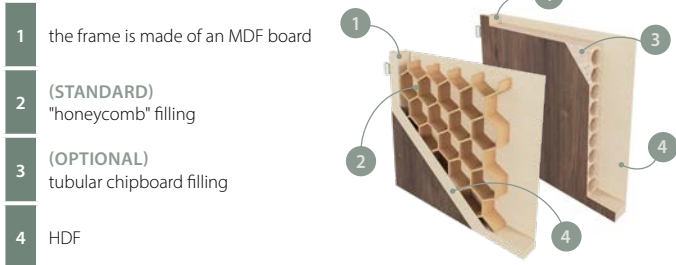 1 the frame is made of an MDF board
2 (STANDARD)
"honeycomb" filling
3 (OPTIONAL)
tubular chipboard filling
4 HDF
1
2
4
3
4